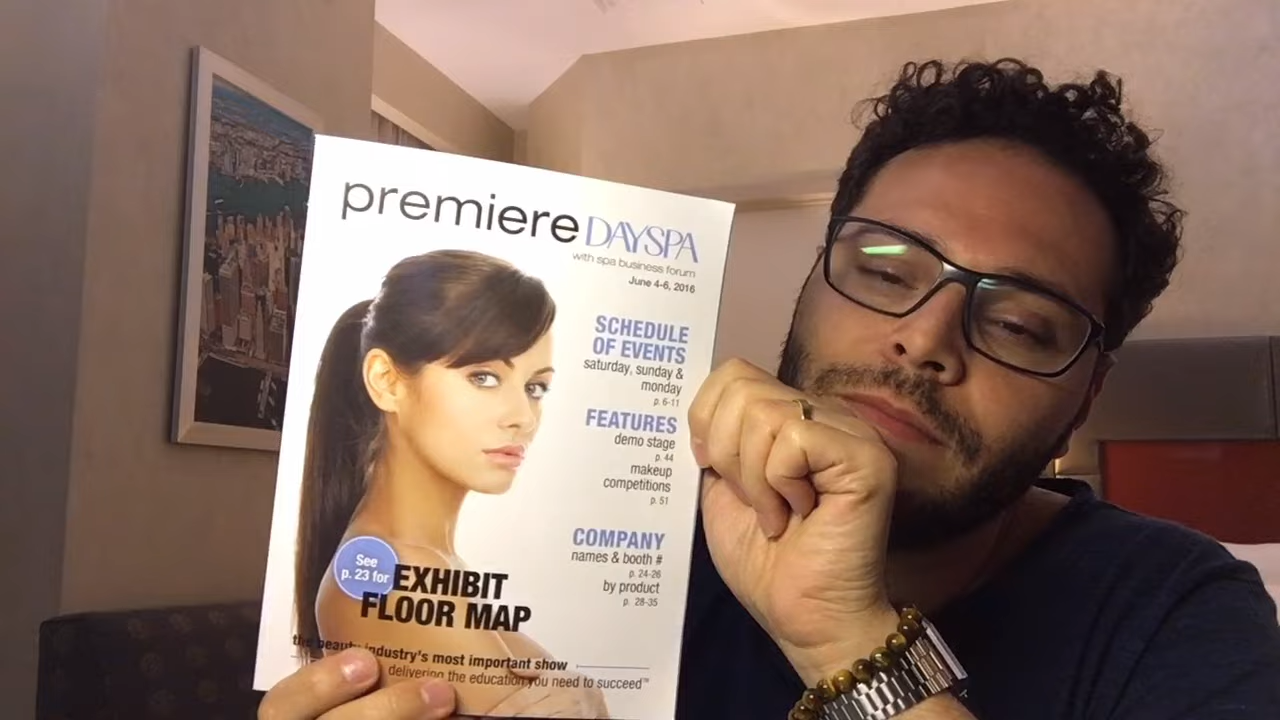 premiere DAYSPA
with spa business forum
June 4-6, 2016
SCHEDULE
OF EVENTS
saturday, sunday &
monday
p. 6-11
FEATURES
demo stage
p. 44
makeup
competitions
p. 51
COMPANY
names & booth #
p. 24-26
by product
p. 28-35
See
p. 23 for
EXHIBIT
FLOOR MAP
the beauty industry's most important show
delivering the education you need to succeed™